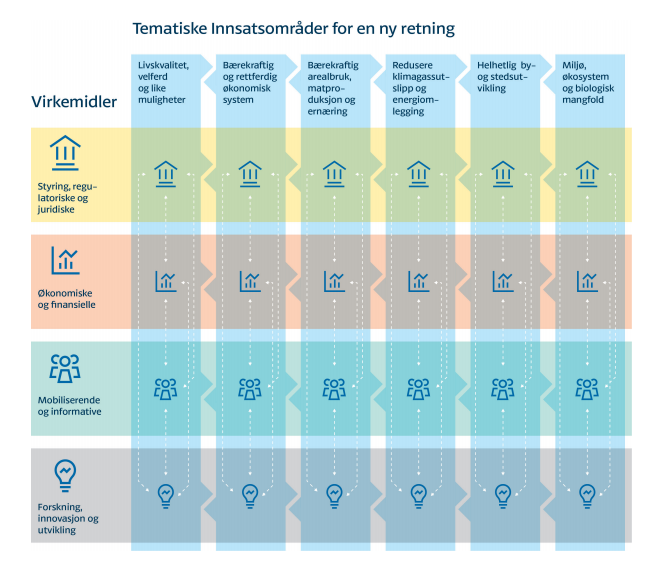 Tematiske Innsatsområder for en ny retning
Virkemidler
Livskvalitet,
velferd
og like
muligheter
Bærekraftig
og rettferdig
økonomisk
system
Bærekraftig
arealbruk,
matpro-
duksjon og
ernæring
Redusere
klimagassut-
slipp og
energiom-
legging
Helhetlig by-
og stedsut-
vikling
Miljø,
økosystem
og biologisk
mangfold
Styring, regu-
latoriske og
juridiske
Økonomiske
og finansielle
Mobiliserende
og informative
Forskning,
innovasjon og
utvikling